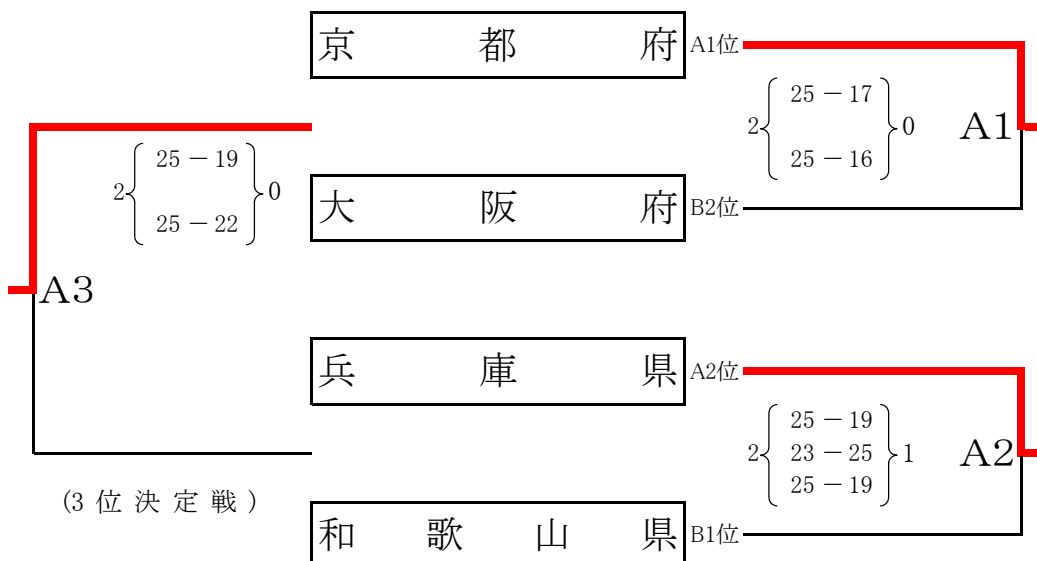 京都府 A1位
25－17
2 0 A1
25－16
25－19
2 0
25－22
大阪府 B2位
A3
兵庫県 A2位
25－19
2 23－25 1 A2
25－19
(3位決定戦)
和歌山県 B1位